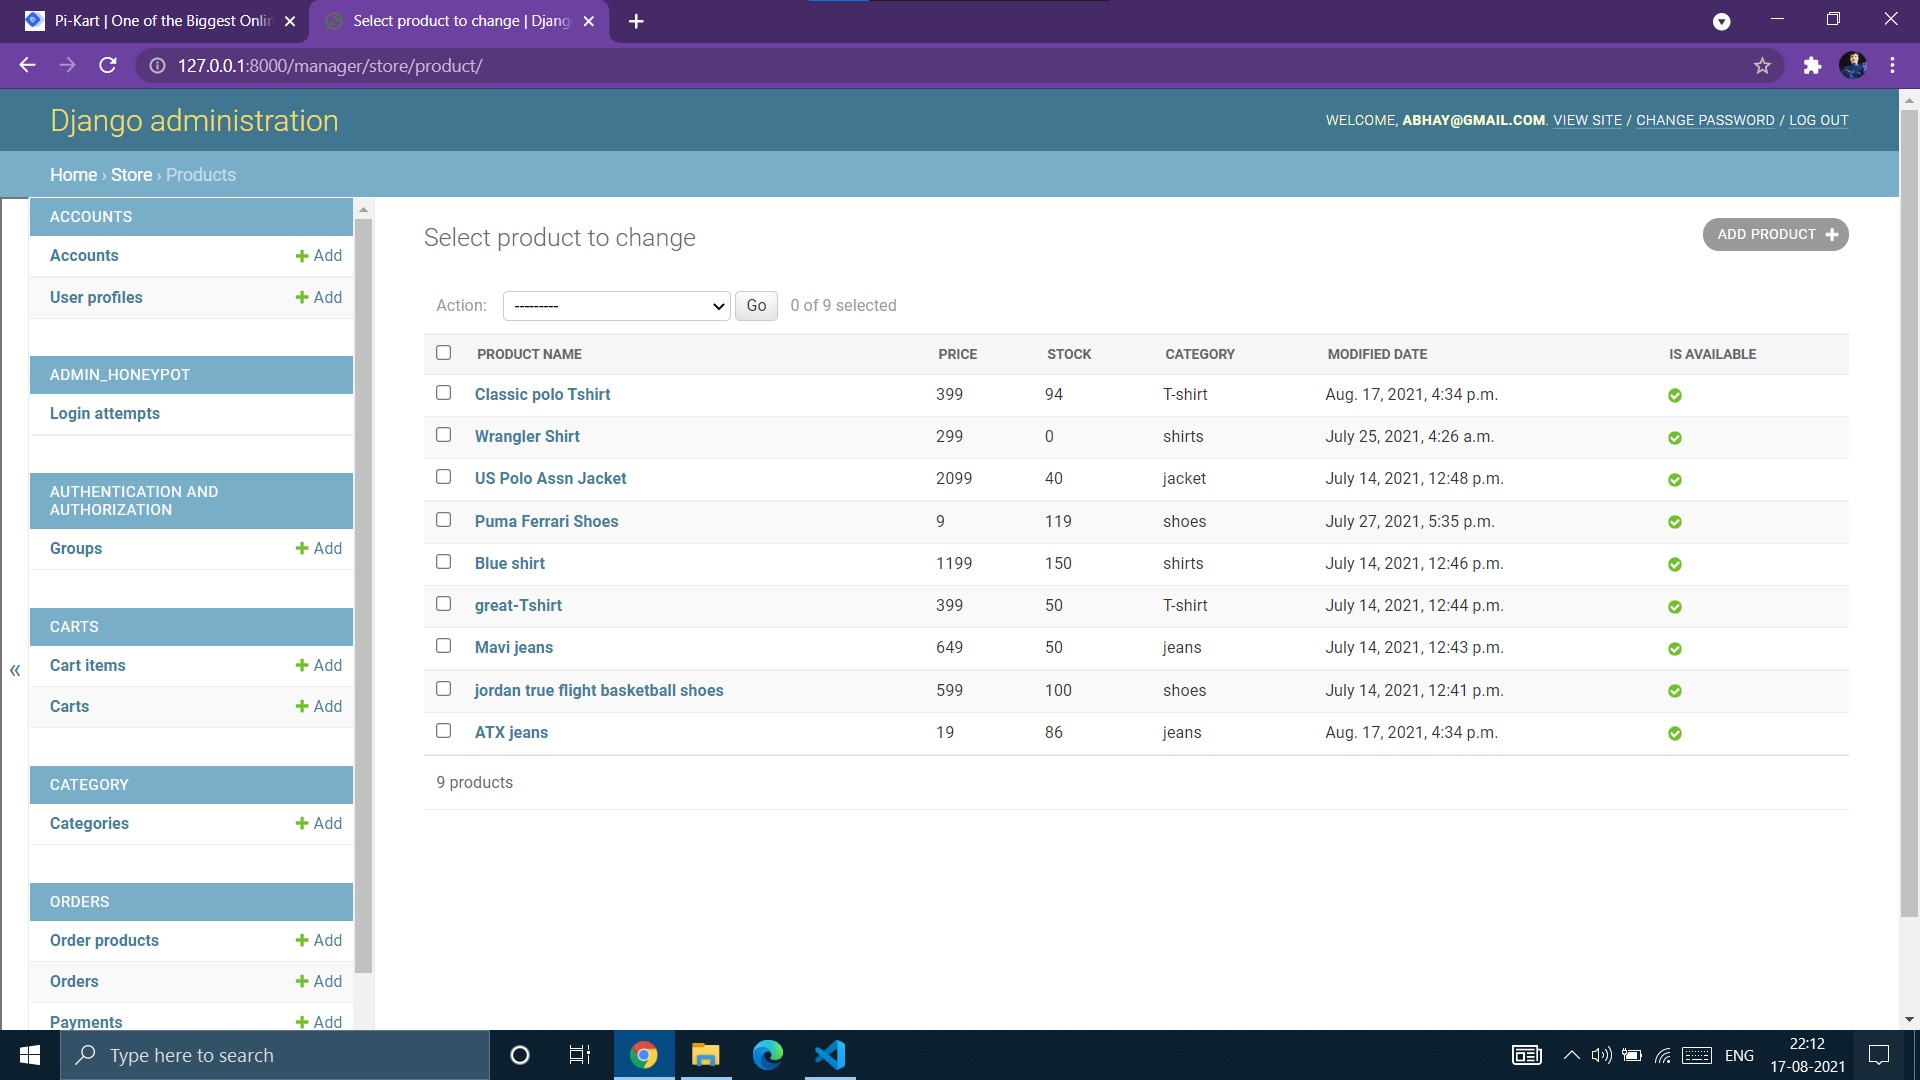 Pi-Kart | One of the Biggest Onlin
Select product to change | Djang
127.0.0.1:8000/manager/store/product/
Django administration
WELCOME, ABHAY@GMAIL.COM. VIEW SITE / CHANGE PASSWORD / LOG OUT
Home › Store › Products
ACCOUNTS
Accounts + Add
User profiles + Add
ADMIN_HONEYPOT
Login attempts
AUTHENTICATION AND
AUTHORIZATION
Groups + Add
CARTS
Cart items + Add
Carts + Add
CATEGORY
Categories + Add
ORDERS
Order products + Add
Orders + Add
Payments + Add
«
Select product to change
ADD PRODUCT +
Action: --------- Go 0 of 9 selected
PRODUCT NAME PRICE STOCK CATEGORY MODIFIED DATE IS AVAILABLE
Classic polo Tshirt 399 94 T-shirt Aug. 17, 2021, 4:34 p.m.
Wrangler Shirt 299 0 shirts July 25, 2021, 4:26 a.m.
US Polo Assn Jacket 2099 40 jacket July 14, 2021, 12:48 p.m.
Puma Ferrari Shoes 9 119 shoes July 27, 2021, 5:35 p.m.
Blue shirt 1199 150 shirts July 14, 2021, 12:46 p.m.
great-Tshirt 399 50 T-shirt July 14, 2021, 12:44 p.m.
Mavi jeans 649 50 jeans July 14, 2021, 12:43 p.m.
jordan true flight basketball shoes 599 100 shoes July 14, 2021, 12:41 p.m.
ATX jeans 19 86 jeans Aug. 17, 2021, 4:34 p.m.
9 products
Type here to search
ENG
22:12
17-08-2021